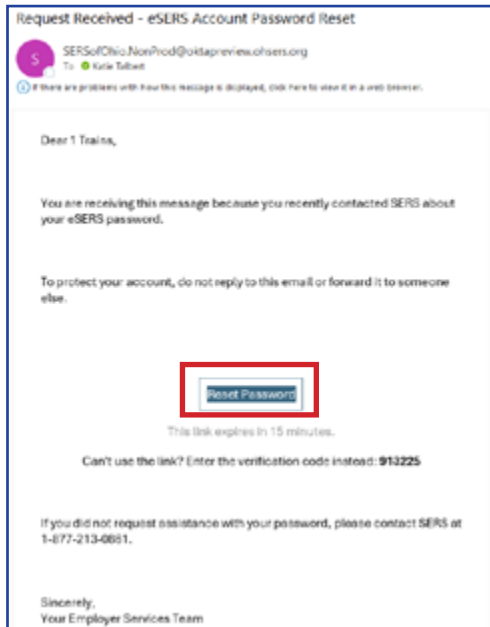 Request Received - eSERS Account Password Reset
S
SERSofOhio.NonProd@oktapreview.ohsers.org
To Katie Talbert
If there are problems with how this message is displayed, click here to view it in a web browser.
Dear 1 Trains,
You are receiving this message because you recently contacted SERS about
your eSERS password.
To protect your account, do not reply to this email or forward it to someone
else.
Reset Password
This link expires in 15 minutes.
Can't use the link? Enter the verification code instead: 913225
If you did not request assistance with your password, please contact SERS at
1-877-213-0861.
Sincerely,
Your Employer Services Team